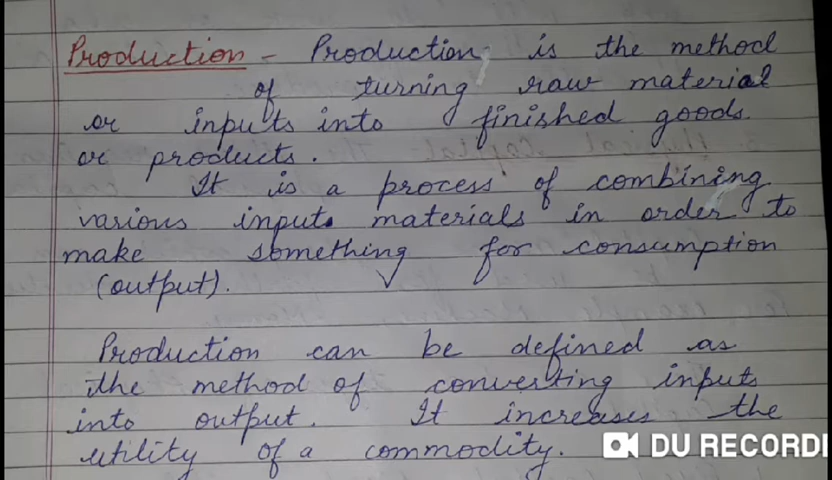 Production - Production is the method
of turning raw material
or inputs into finished goods
or products.
It is a process of combining
various inputs materials in order to
make something for consumption
(output).
Production can be defined as
the method of converting inputs
into output. It increases the
utility of a commodity.
DU RECORDI